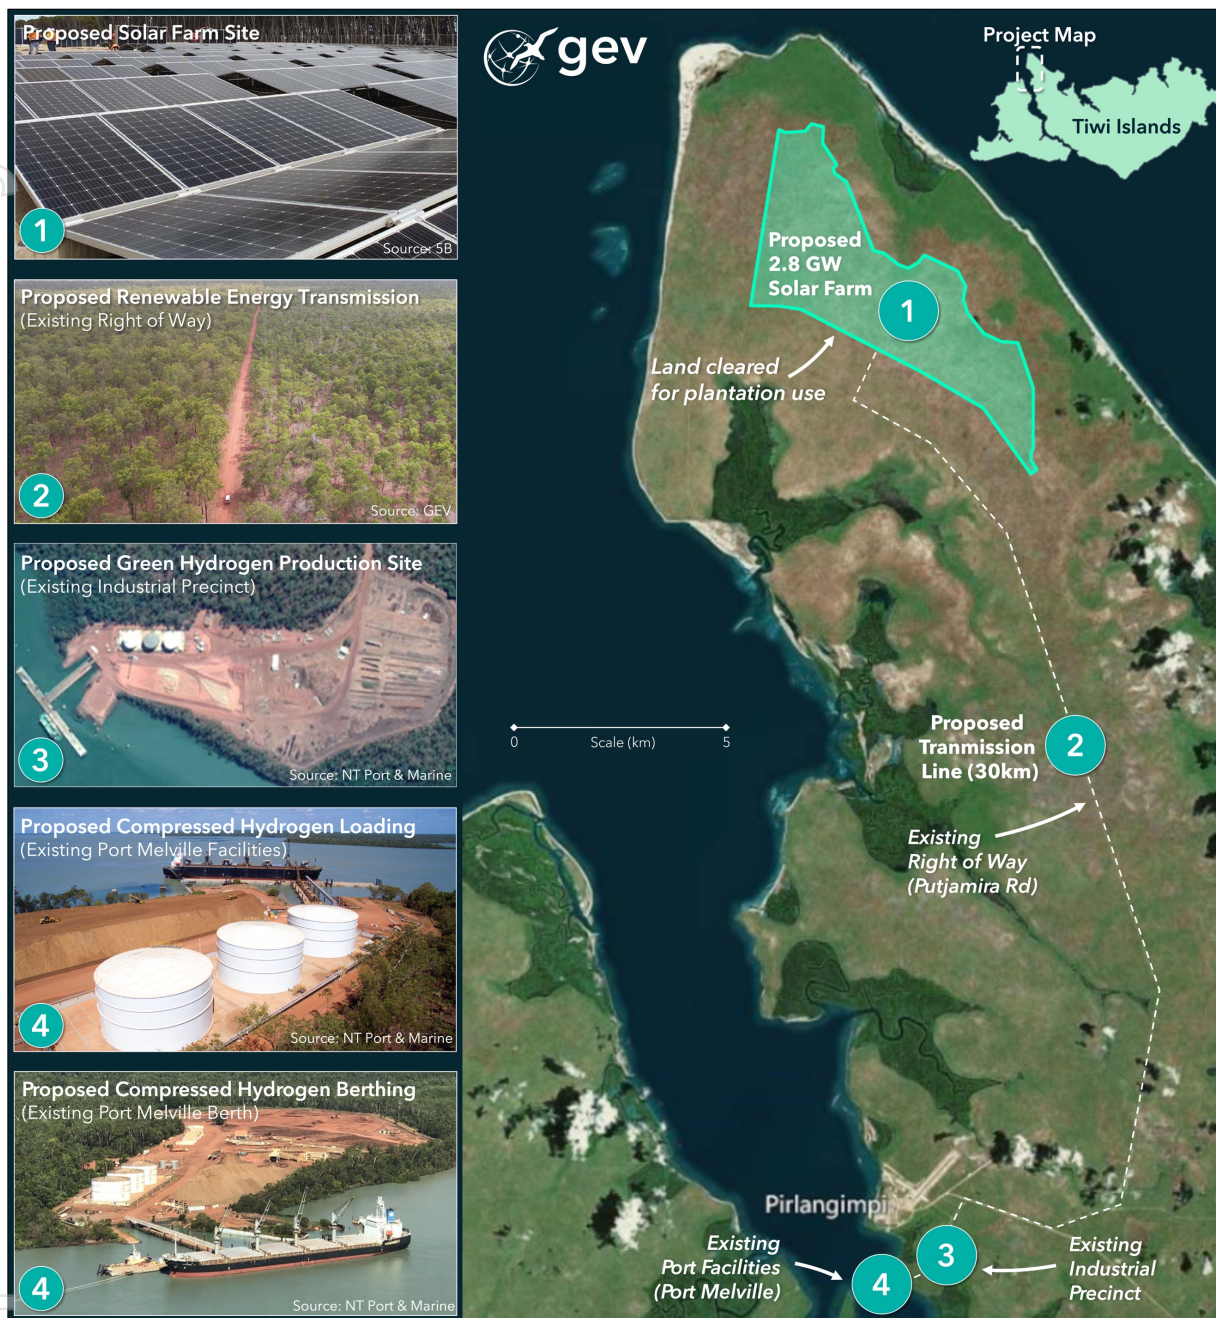 Proposed Solar Farm Site
1
Source: 5B
Proposed Renewable Energy Transmission
(Existing Right of Way)
2
Source: GEV
Proposed Green Hydrogen Production Site
(Existing Industrial Precinct)
3
Source: NT Port & Marine
Proposed Compressed Hydrogen Loading
(Existing Port Melville Facilities)
4
Source: NT Port & Marine
Proposed Compressed Hydrogen Berthing
(Existing Port Melville Berth)
4
Source: NT Port & Marine
gev
Project Map
Tiwi Islands
Proposed
2.8 GW
Solar Farm
1
Land cleared
for plantation use
0
Scale (km)
5
Proposed
Tranmission
Line (30km)
2
Existing
Right of Way
(Putjamira Rd)
Pirlangimpi
Existing
Port Facilities
(Port Melville)
4
3
Existing
Industrial
Precinct